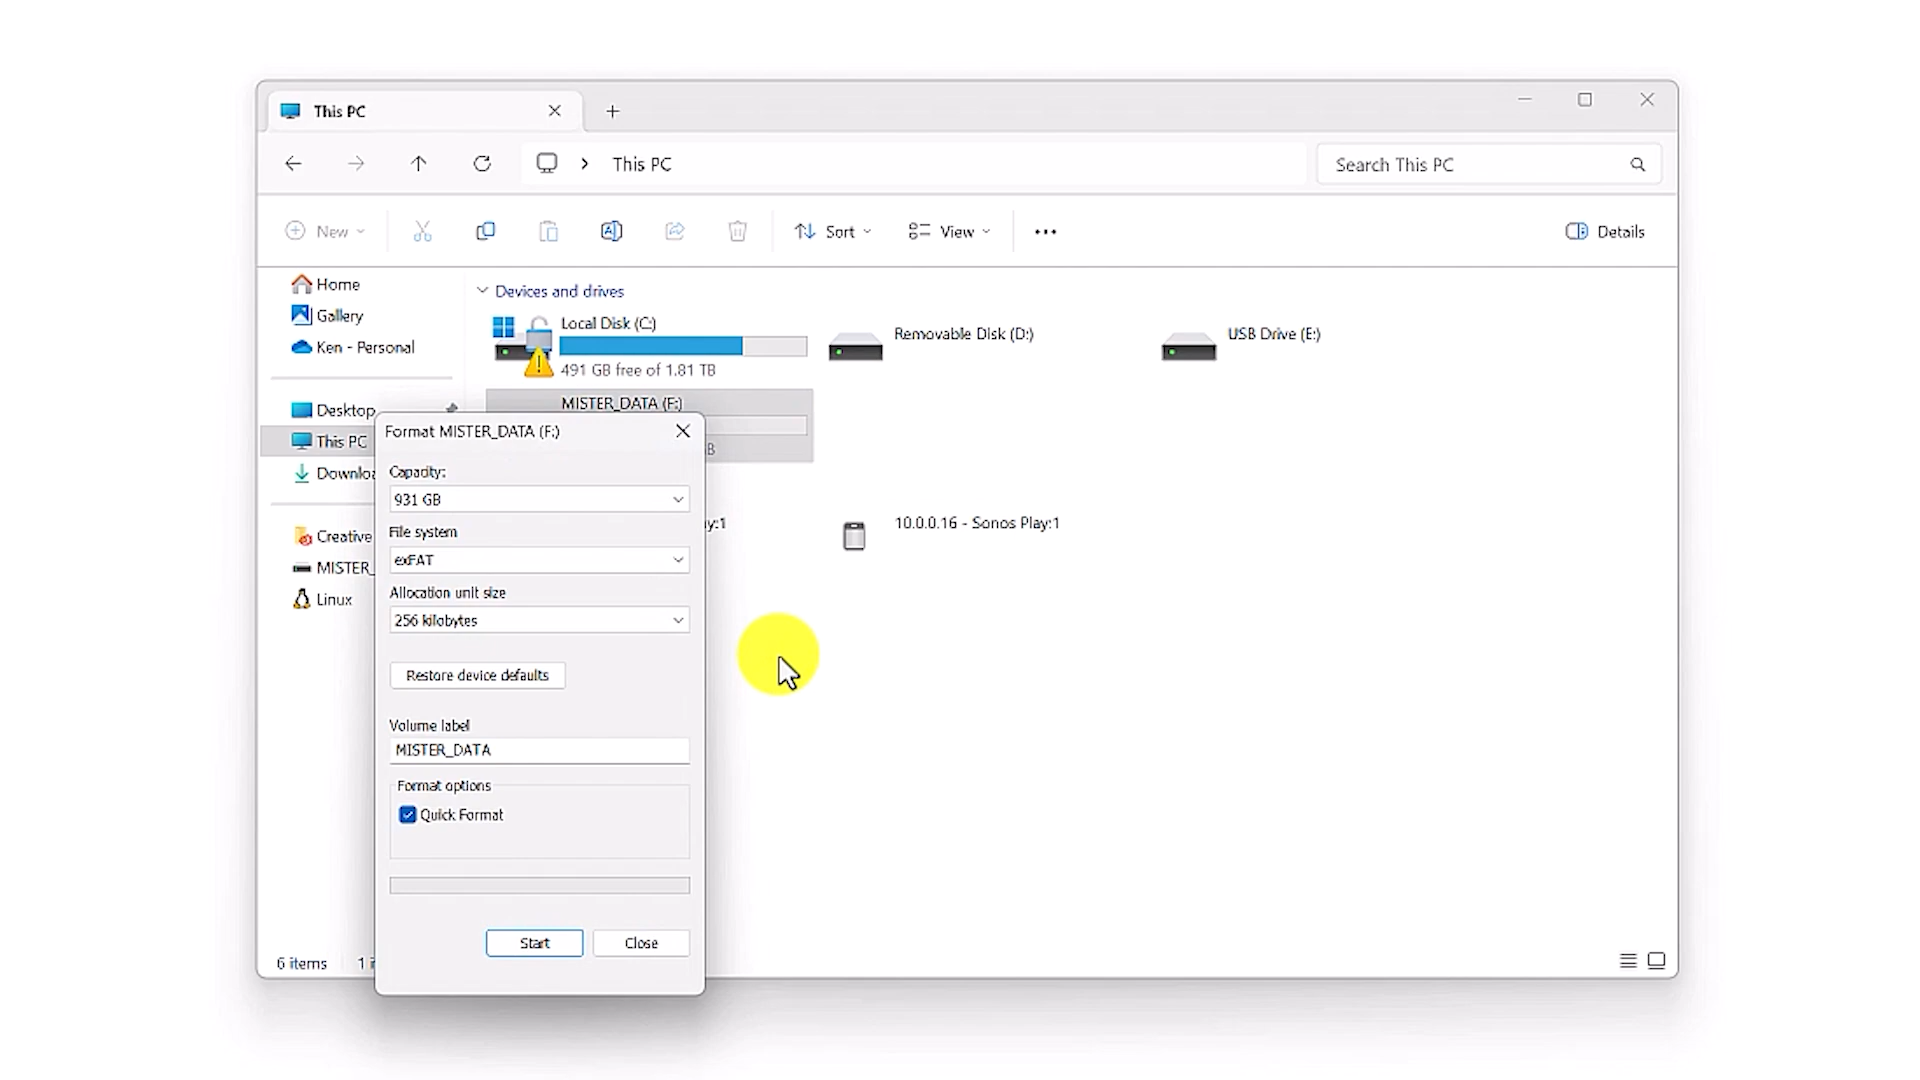 This PC
This PC
Search This PC
New
Sort
View
Details
Home
Gallery
Ken - Personal
Desktop
This PC
MISTER_
Linux
Devices and drives
Local Disk (C:)
491 GB free of 1.81 TB
Removable Disk (D:)
USB Drive (E:)
MISTER_DATA (F:)
B
Creative
y:1
10.0.0.16 - Sonos Play:1
6 items
Format MISTER_DATA (F:)
Capacity:
931 GB
File system
exFAT
Allocation unit size
256 kilobytes
Restore device defaults
Volume label
MISTER_DATA
Format options
Quick Format
Start
Close